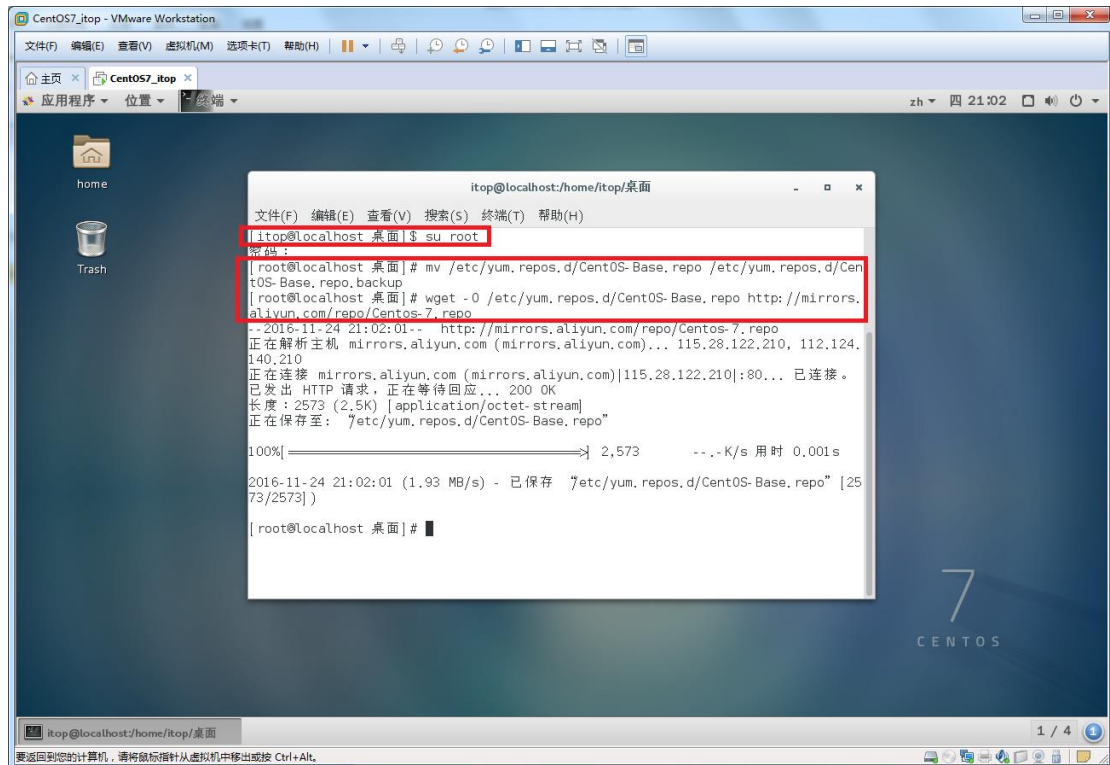 CentOS7_itop - VMware Workstation
文件(F) 编辑(E) 查看(V) 虚拟机(M) 选项卡(T) 帮助(H)
主页 CentOS7_itop
应用程序 位置 终端 zh 四 21:02
home
Trash
itop@localhost:/home/itop/桌面
文件(F) 编辑(E) 查看(V) 搜索(S) 终端(T) 帮助(H)
[itop@localhost 桌面]$ su root
密码：
[root@localhost 桌面]# mv /etc/yum.repos.d/CentOS-Base.repo /etc/yum.repos.d/Cen
tOS-Base.repo.backup
[root@localhost 桌面]# wget -O /etc/yum.repos.d/CentOS-Base.repo http://mirrors.
aliyun.com/repo/Centos-7.repo
--2016-11-24 21:02:01-- http://mirrors.aliyun.com/repo/Centos-7.repo
正在解析主机 mirrors.aliyun.com (mirrors.aliyun.com)... 115.28.122.210, 112.124.
140.210
正在连接 mirrors.aliyun.com (mirrors.aliyun.com)|115.28.122.210|:80... 已连接。
已发出 HTTP 请求，正在等待回应... 200 OK
长度：2573 (2.5K) [application/octet-stream]
正在保存至: “/etc/yum.repos.d/CentOS-Base.repo”
100%[======================================>] 2,573 --.-K/s 用时 0.001s
2016-11-24 21:02:01 (1.93 MB/s) - 已保存 “/etc/yum.repos.d/CentOS-Base.repo” [25
73/2573])
[root@localhost 桌面]#
7
CENTOS
itop@localhost:/home/itop/桌面 1 / 4 1
要返回到您的计算机，请将鼠标指针从虚拟机中移出或按 Ctrl+Alt。